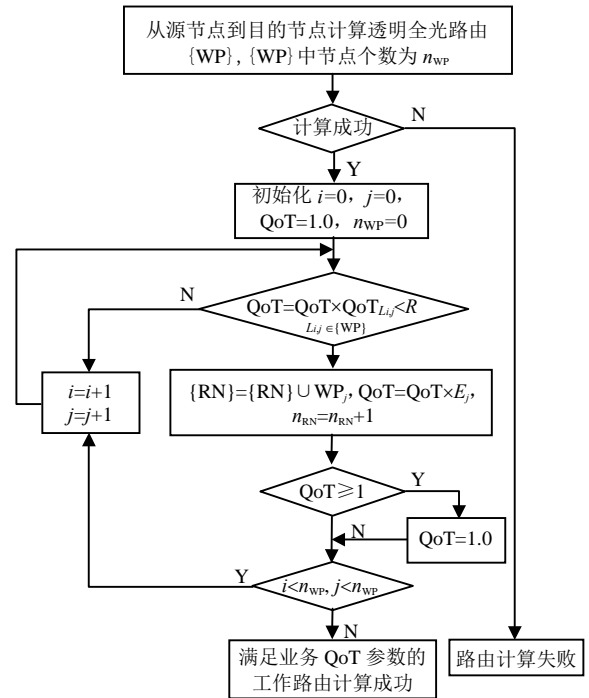 从源节点到目的节点计算透明全光路由
{WP}, {WP}中节点个数为 nWP
计算成功
N
Y
初始化 i=0, j=0,
QoT=1.0, nWP=0
N
QoT=QoT×QoTLi,j<R
Li,j∈{WP}
i=i+1
j=j+1
{RN}={RN}∪WPj, QoT=QoT×Ej,
nRN=nRN+1
QoT≥1
Y
N
QoT=1.0
Y
i<nWP, j<nWP
N
满足业务 QoT 参数的
工作路由计算成功
路由计算失败